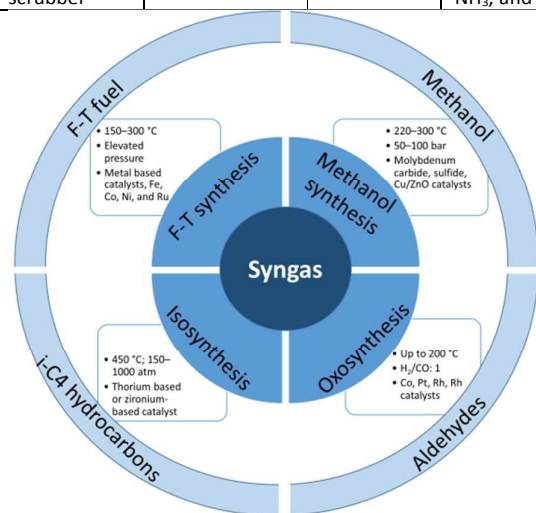 scrubber
NH3, and
F-T fuel
Methanol
• 150–300 °C
• Elevated
pressure
• Metal based
catalysts, Fe,
Co, Ni, and Ru
• 220–300 °C
• 50–100 bar
• Molybdenum
carbide, sulfide,
Cu/ZnO catalysts
F-T synthesis
Methanol
synthesis
Syngas
Isosynthesis
Oxosynthesis
• 450 °C; 150–
1000 atm
• Thorium based
or zironium-
based catalyst
• Up to 200 °C
• H2/CO: 1
• Co, Pt, Rh, Rh
catalysts
i-C4 hydrocarbons
Aldehydes